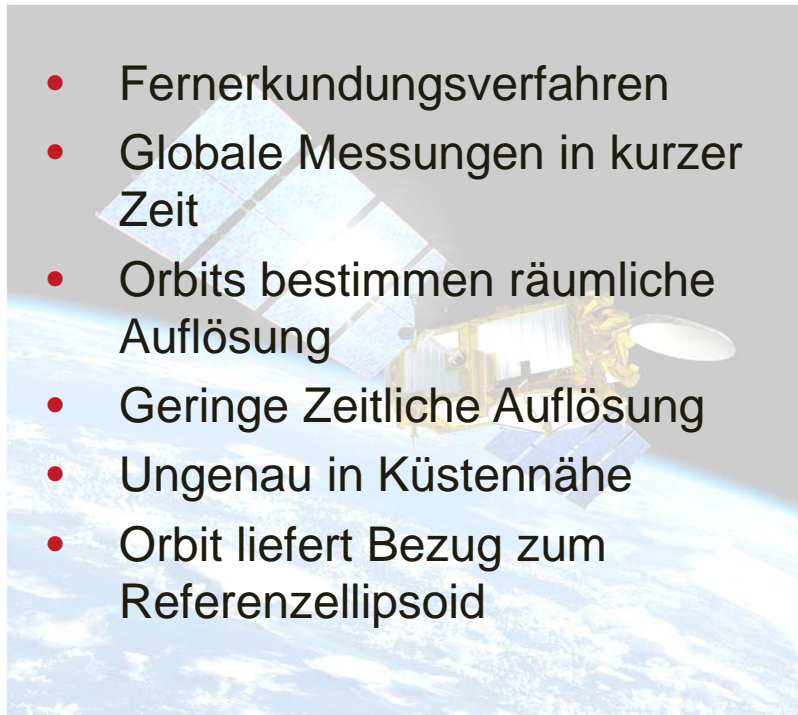 • Fernerkundungsverfahren
• Globale Messungen in kurzer
Zeit
• Orbits bestimmen räumliche
Auflösung
• Geringe Zeitliche Auflösung
• Ungenau in Küstennähe
• Orbit liefert Bezug zum
Referenzellipsoid